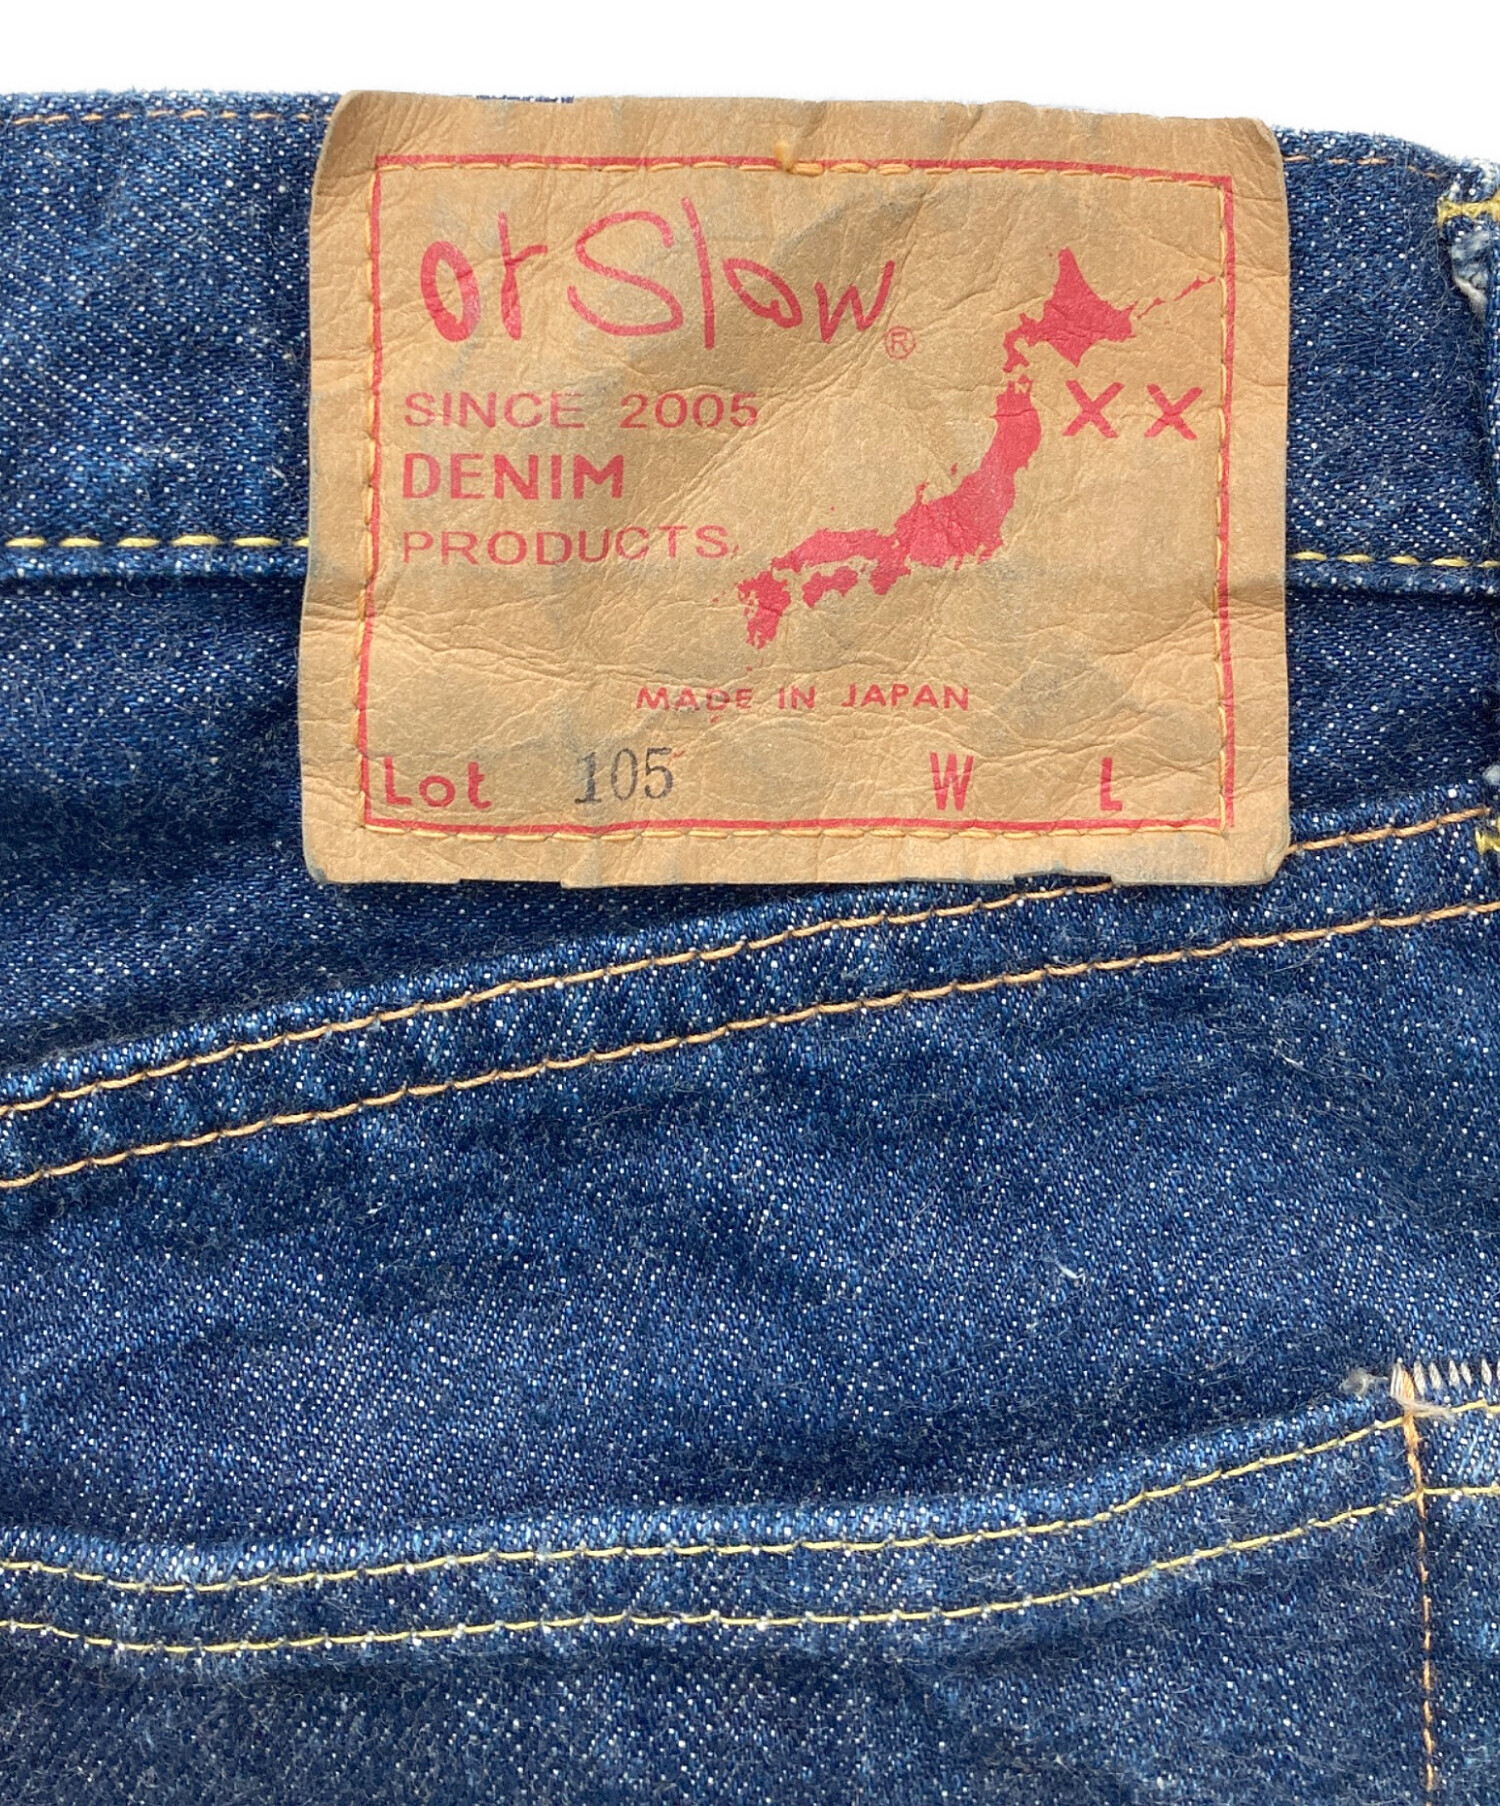 orSlow®
XX
SINCE 2005
DENIM
PRODUCTS,
MADE IN JAPAN
Lot 105 W L